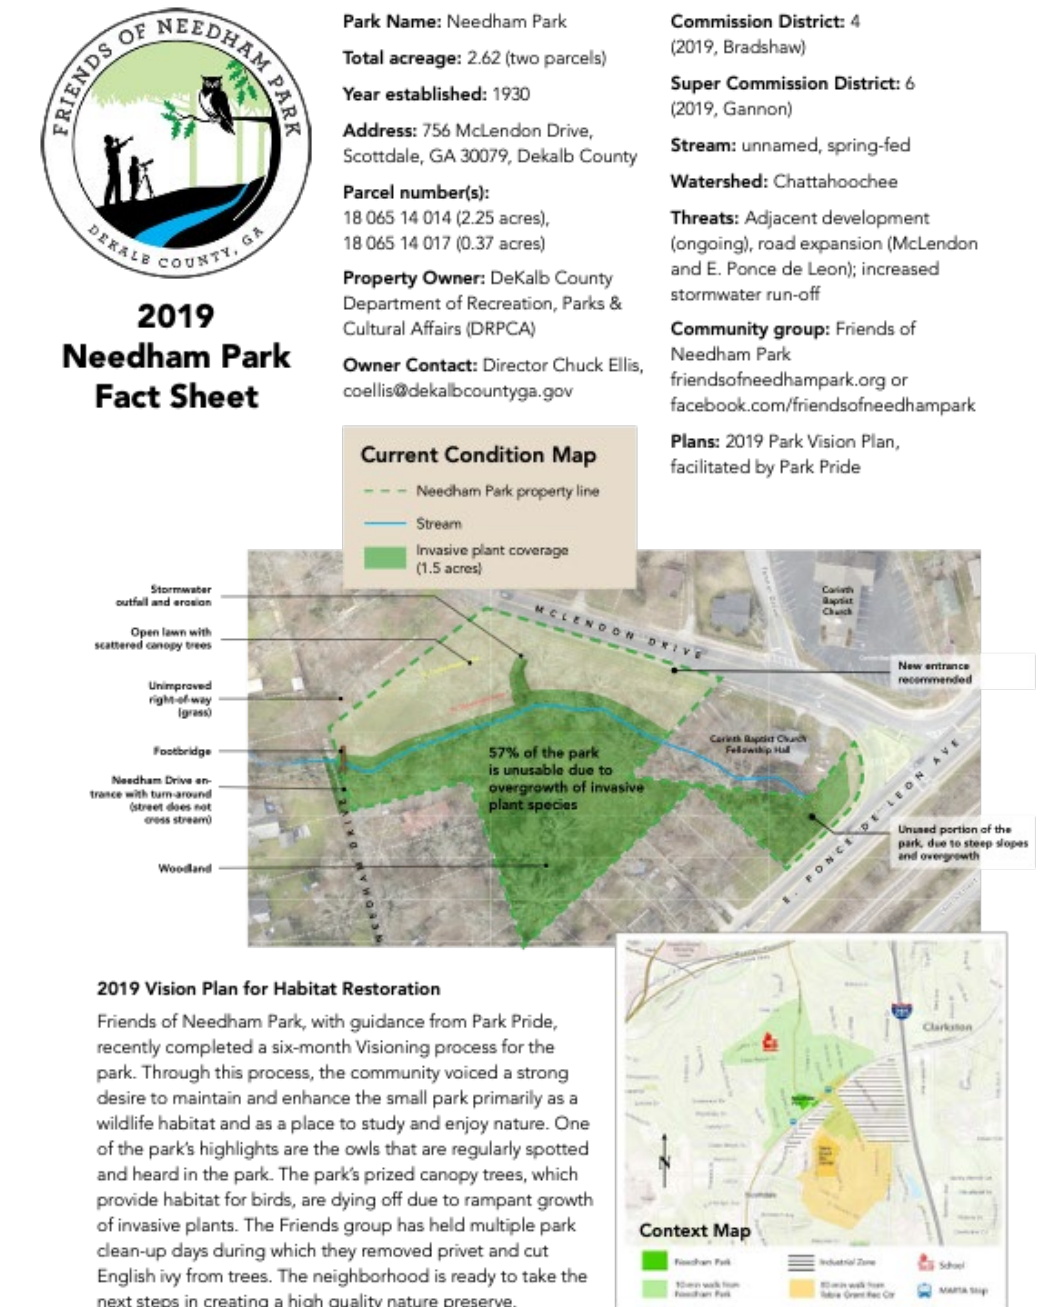 FRIENDS OF NEEDHAM PARK
DEKALB COUNTY, GA
2019
Needham Park
Fact Sheet
Park Name: Needham Park
Total acreage: 2.62 (two parcels)
Year established: 1930
Address: 756 McLendon Drive,
Scottdale, GA 30079, Dekalb County
Parcel number(s):
18 065 14 014 (2.25 acres),
18 065 14 017 (0.37 acres)
Property Owner: DeKalb County
Department of Recreation, Parks &
Cultural Affairs (DRPCA)
Owner Contact: Director Chuck Ellis,
coellis@dekalbcountyga.gov
Commission District: 4
(2019, Bradshaw)
Super Commission District: 6
(2019, Gannon)
Stream: unnamed, spring-fed
Watershed: Chattahoochee
Threats: Adjacent development
(ongoing), road expansion (McLendon
and E. Ponce de Leon); increased
stormwater run-off
Community group: Friends of
Needham Park
friendsofneedhampark.org or
facebook.com/friendsofneedhampark
Plans: 2019 Park Vision Plan,
facilitated by Park Pride
Current Condition Map
Needham Park property line
Stream
Invasive plant coverage
(1.5 acres)
Stormwater
outfall and erosion
Open lawn with
scattered canopy trees
Unimproved
right-of-way
(grass)
Footbridge
Needham Drive en-
trance with turn-around
(street does not
cross stream)
Woodland
MCLENDON DRIVE
Corinth
Baptist
Church
New entrance
recommended
Corinth Baptist Church
Fellowship Hall
57% of the park
is unusable due to
overgrowth of invasive
plant species
NEEDHAM DRIVE
E. PONCE DE LEON AVE
Unused portion of the
park, due to steep slopes
and overgrowth
2019 Vision Plan for Habitat Restoration
Friends of Needham Park, with guidance from Park Pride,
recently completed a six-month Visioning process for the
park. Through this process, the community voiced a strong
desire to maintain and enhance the small park primarily as a
wildlife habitat and as a place to study and enjoy nature. One
of the park's highlights are the owls that are regularly spotted
and heard in the park. The park's prized canopy trees, which
provide habitat for birds, are dying off due to rampant growth
of invasive plants. The Friends group has held multiple park
clean-up days during which they removed privet and cut
English ivy from trees. The neighborhood is ready to take the
next steps in creating a high quality nature preserve.
Clarkston
Scottdale
N
Context Map
Needham Park
10 min walk from
Needham Park
Industrial Zone
10 min walk from
Tobie Grant Rec Ctr
School
MARTA Stop